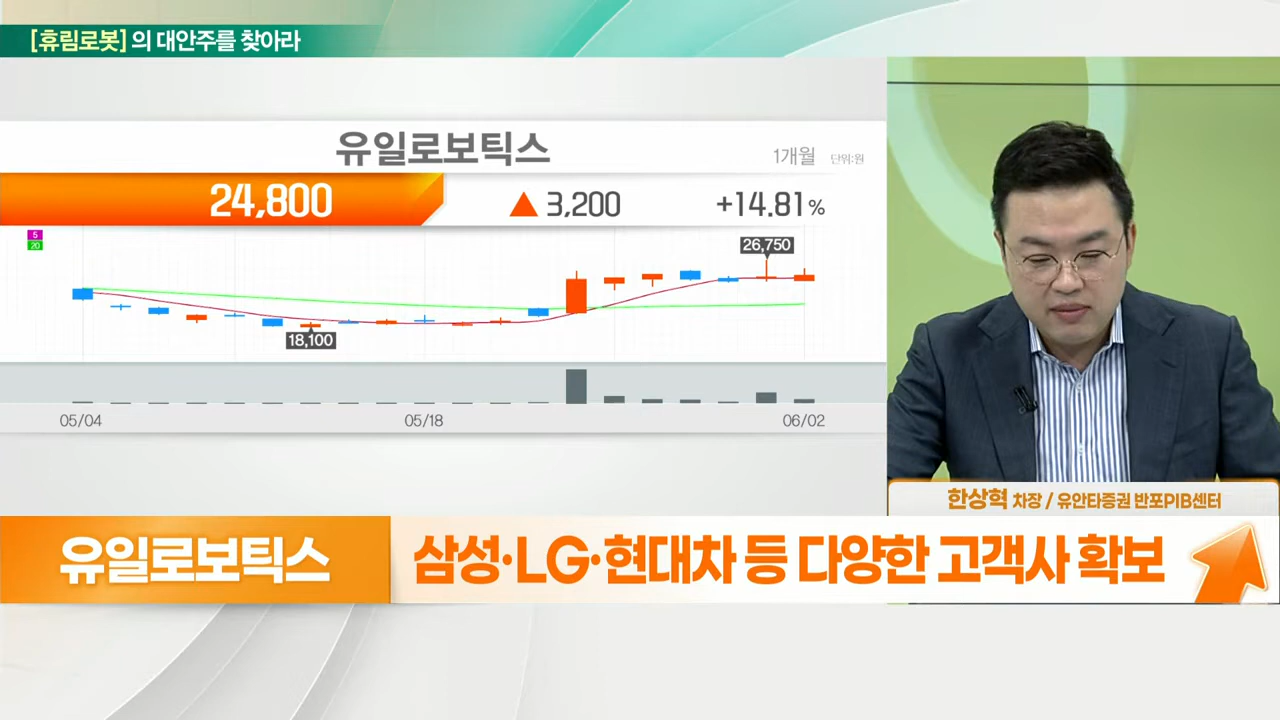 [휴림로봇] 의 대안주를 찾아라
유일로보틱스
1개월 단위:원
24,800 ▲ 3,200 +14.81%
5
20
26,750
18,100
05/04 05/18 06/02
한상혁 차장 / 유안타증권 반포PIB센터
유일로보틱스
삼성·LG·현대차 등 다양한 고객사 확보